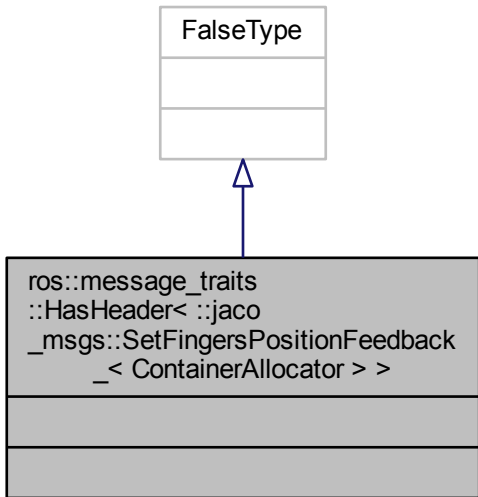 FalseType
ros::message_traits
::HasHeader< ::jaco
_msgs::SetFingersPositionFeedback
_< ContainerAllocator > >